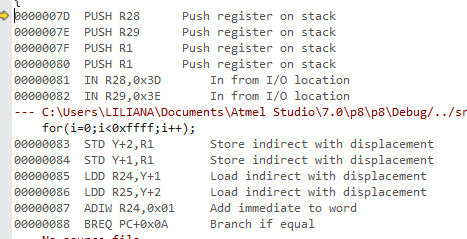 {
0000007D PUSH R28 Push register on stack
0000007E PUSH R29 Push register on stack
0000007F PUSH R1 Push register on stack
00000080 PUSH R1 Push register on stack
00000081 IN R28,0x3D In from I/O location
00000082 IN R29,0x3E In from I/O location
--- C:\Users\LILIANA\Documents\Atmel Studio\7.0\p8\p8\Debug/../sr
for(i=0;i<0xffff;i++);
00000083 STD Y+2,R1 Store indirect with displacement
00000084 STD Y+1,R1 Store indirect with displacement
00000085 LDD R24,Y+1 Load indirect with displacement
00000086 LDD R25,Y+2 Load indirect with displacement
00000087 ADIW R24,0x01 Add immediate to word
00000088 BREQ PC+0x0A Branch if equal
No source file